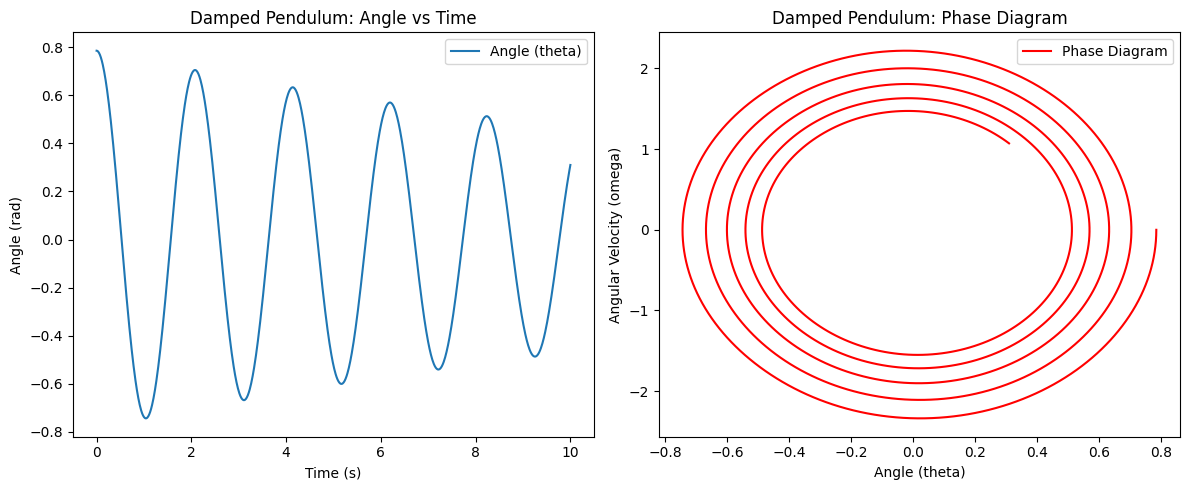 Damped Pendulum: Angle vs Time
Angle (theta)
0.8
0.6
0.4
0.2
0.0
−0.2
−0.4
−0.6
−0.8
Angle (rad)
0 2 4 6 8 10
Time (s)
Damped Pendulum: Phase Diagram
Phase Diagram
2
1
0
−1
−2
Angular Velocity (omega)
−0.8 −0.6 −0.4 −0.2 0.0 0.2 0.4 0.6 0.8
Angle (theta)